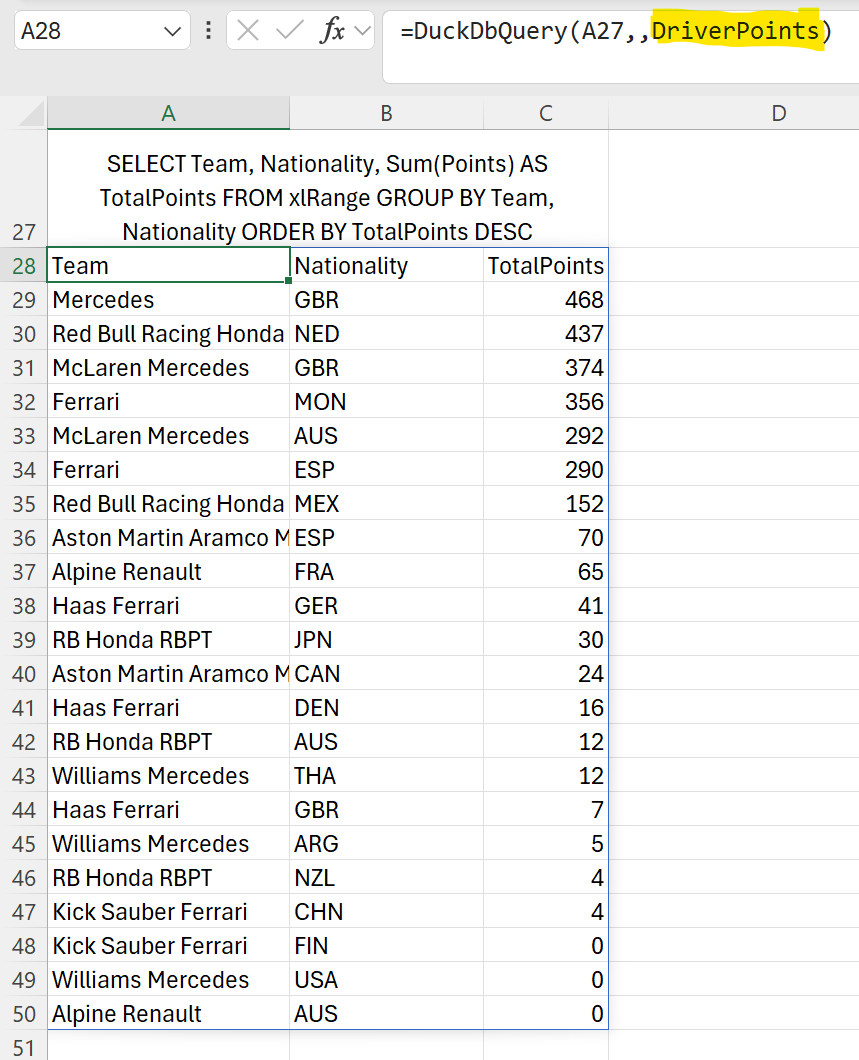 A28 fx =DuckDbQuery(A27,,DriverPoints)
A B C D
SELECT Team, Nationality, Sum(Points) AS
TotalPoints FROM xlRange GROUP BY Team,
27 Nationality ORDER BY TotalPoints DESC
28 Team Nationality TotalPoints
29 Mercedes GBR 468
30 Red Bull Racing Honda NED 437
31 McLaren Mercedes GBR 374
32 Ferrari MON 356
33 McLaren Mercedes AUS 292
34 Ferrari ESP 290
35 Red Bull Racing Honda MEX 152
36 Aston Martin Aramco M ESP 70
37 Alpine Renault FRA 65
38 Haas Ferrari GER 41
39 RB Honda RBPT JPN 30
40 Aston Martin Aramco M CAN 24
41 Haas Ferrari DEN 16
42 RB Honda RBPT AUS 12
43 Williams Mercedes THA 12
44 Haas Ferrari GBR 7
45 Williams Mercedes ARG 5
46 RB Honda RBPT NZL 4
47 Kick Sauber Ferrari CHN 4
48 Kick Sauber Ferrari FIN 0
49 Williams Mercedes USA 0
50 Alpine Renault AUS 0
51